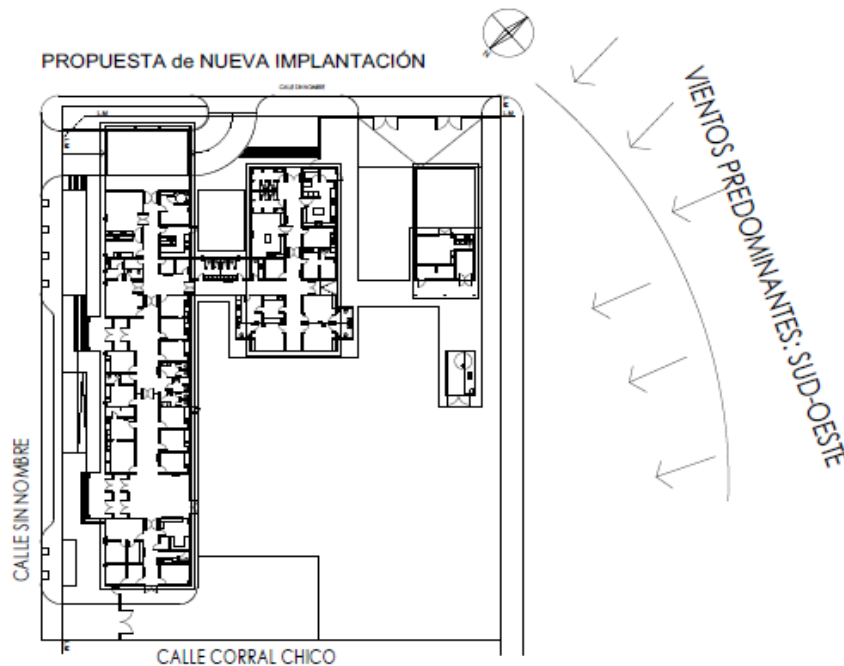 PROPUESTA de NUEVA IMPLANTACIÓN
N
VIENTOS PREDOMINANTES: SUD-OESTE
CALLE SIN NOMBRE
CALLE CORRAL CHICO